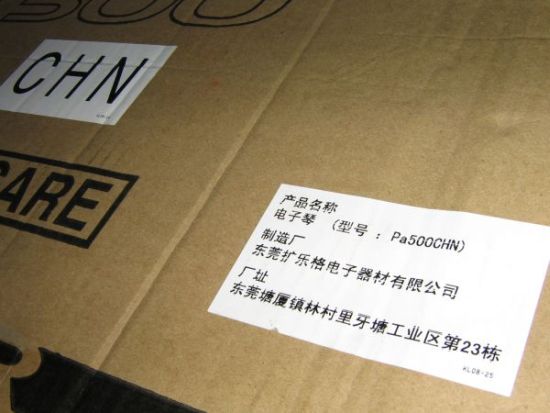 500
CHN
CARE
产品名称
电子琴 (型号 : Pa500CHN)
制造厂
东莞扩乐格电子器材有限公司
厂址
东莞塘厦镇林村里牙塘工业区第23栋
KL08-25